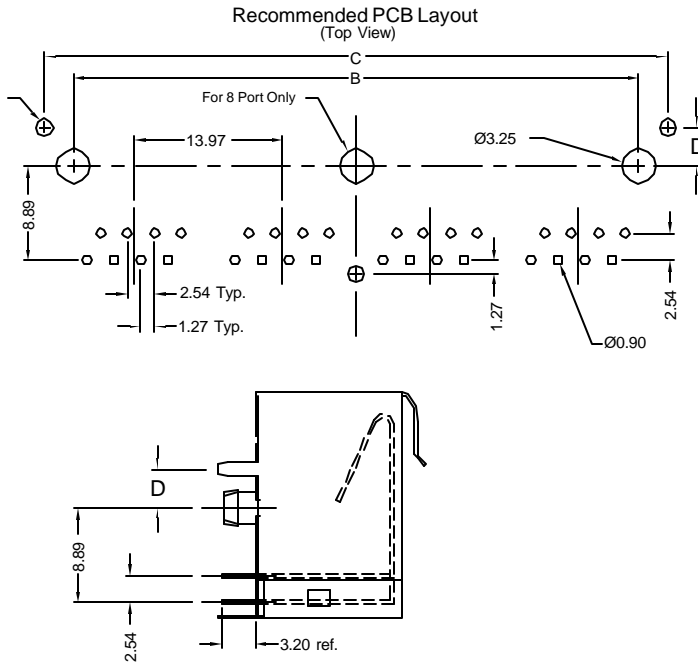 Recommended PCB Layout
(Top View)
C
B
For 8 Port Only
13.97
Ø3.25
D
8.89
2.54 Typ.
1.27 Typ.
1.27
2.54
Ø0.90
D
8.89
2.54
3.20 ref.